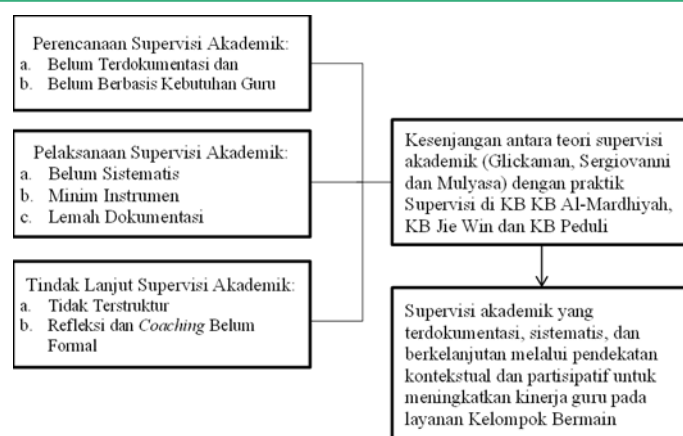 Perencanaan Supervisi Akademik:
a. Belum Terdokumentasi dan
b. Belum Berbasis Kebutuhan Guru
Pelaksanaan Supervisi Akademik:
a. Belum Sistematis
b. Minim Instrumen
c. Lemah Dokumentasi
Tindak Lanjut Supervisi Akademik:
a. Tidak Terstruktur
b. Refleksi dan Coaching Belum
Formal
Kesenjangan antara teori supervisi
akademik (Glickaman, Sergiovanni
dan Mulyasa) dengan praktik
Supervisi di KB KB Al-Mardhiyah,
KB Jie Win dan KB Peduli
Supervisi akademik yang
terdokumentasi, sistematis, dan
berkelanjutan melalui pendekatan
kontekstual dan partisipatif untuk
meningkatkan kinerja guru pada
layanan Kelompok Bermain